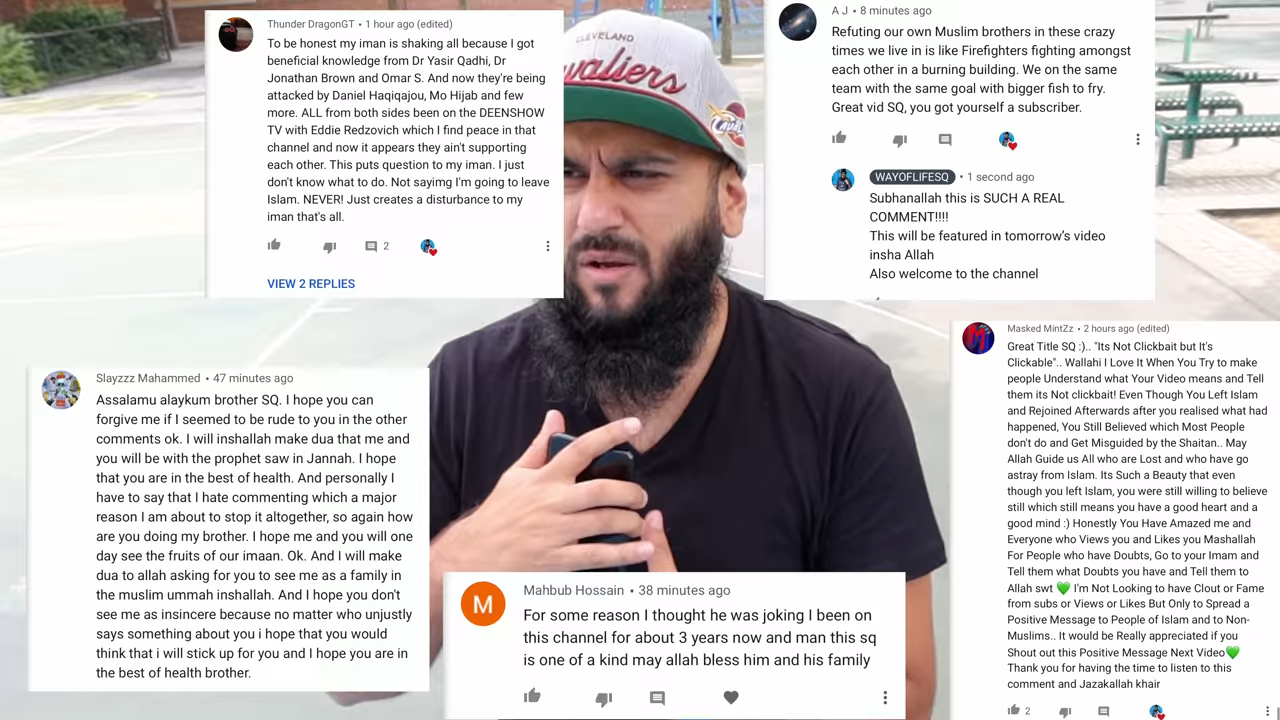 Thunder DragonGT • 1 hour ago (edited)
To be honest my iman is shaking all because I got
beneficial knowledge from Dr Yasir Qadhi, Dr
Jonathan Brown and Omar S. And now they're being
attacked by Daniel Haqiqajou, Mo Hijab and few
more. ALL from both sides been on the DEENSHOW
TV with Eddie Redzovich which I find peace in that
channel and now it appears they ain't supporting
each other. This puts question to my iman. I just
don't know what to do. Not sayimg I'm going to leave
Islam. NEVER! Just creates a disturbance to my
iman that's all.
2
VIEW 2 REPLIES
CLEVELAND
valiers
Cavs
A J • 8 minutes ago
Refuting our own Muslim brothers in these crazy
times we live in is like Firefighters fighting amongst
each other in a burning building. We on the same
team with the same goal with bigger fish to fry.
Great vid SQ, you got yourself a subscriber.
WAYOFLIFESQ • 1 second ago
Subhanallah this is SUCH A REAL
COMMENT!!!!
This will be featured in tomorrow's video
insha Allah
Also welcome to the channel
Slayzzz Mahammed • 47 minutes ago
Assalamu alaykum brother SQ. I hope you can
forgive me if I seemed to be rude to you in the other
comments ok. I will inshallah make dua that me and
you will be with the prophet saw in Jannah. I hope
that you are in the best of health. And personally I
have to say that I hate commenting which a major
reason I am about to stop it altogether, so again how
are you doing my brother. I hope me and you will one
day see the fruits of our imaan. Ok. And I will make
dua to allah asking for you to see me as a family in
the muslim ummah inshallah. And I hope you don't
see me as insincere because no matter who unjustly
says something about you i hope that you would
think that i will stick up for you and I hope you are in
the best of health brother.
M
Mahbub Hossain • 38 minutes ago
For some reason I thought he was joking I been on
this channel for about 3 years now and man this sq
is one of a kind may allah bless him and his family
Masked MintZz • 2 hours ago (edited)
Great Title SQ :).. "Its Not Clickbait but It's
Clickable".. Wallahi I Love It When You Try to make
people Understand what Your Video means and Tell
them its Not clickbait! Even Though You Left Islam
and Rejoined Afterwards after you realised what had
happened, You Still Believed which Most People
don't do and Get Misguided by the Shaitan.. May
Allah Guide us All who are Lost and who have go
astray from Islam. Its Such a Beauty that even
though you left Islam, you were still willing to believe
still which still means you have a good heart and a
good mind :) Honestly You Have Amazed me and
Everyone who Views you and Likes you Mashallah
For People who have Doubts, Go to your Imam and
Tell them what Doubts you have and Tell them to
Allah swt 💚 I'm Not Looking to have Clout or Fame
from subs or Views or Likes But Only to Spread a
Positive Message to People of Islam and to Non-
Muslims.. It would be Really appreciated if you
Shout out this Positive Message Next Video💚
Thank you for having the time to listen to this
comment and Jazakallah khair
2